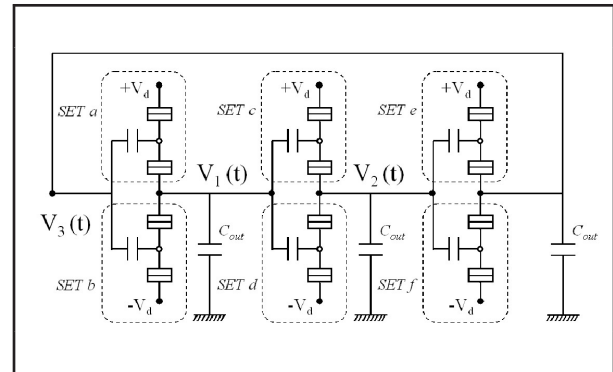 +V_d +V_d +V_d
SET a SET c SET e
V_1 (t) V_2 (t)
V_3 (t)
C_out C_out C_out
SET b SET d SET f
-V_d -V_d -V_d